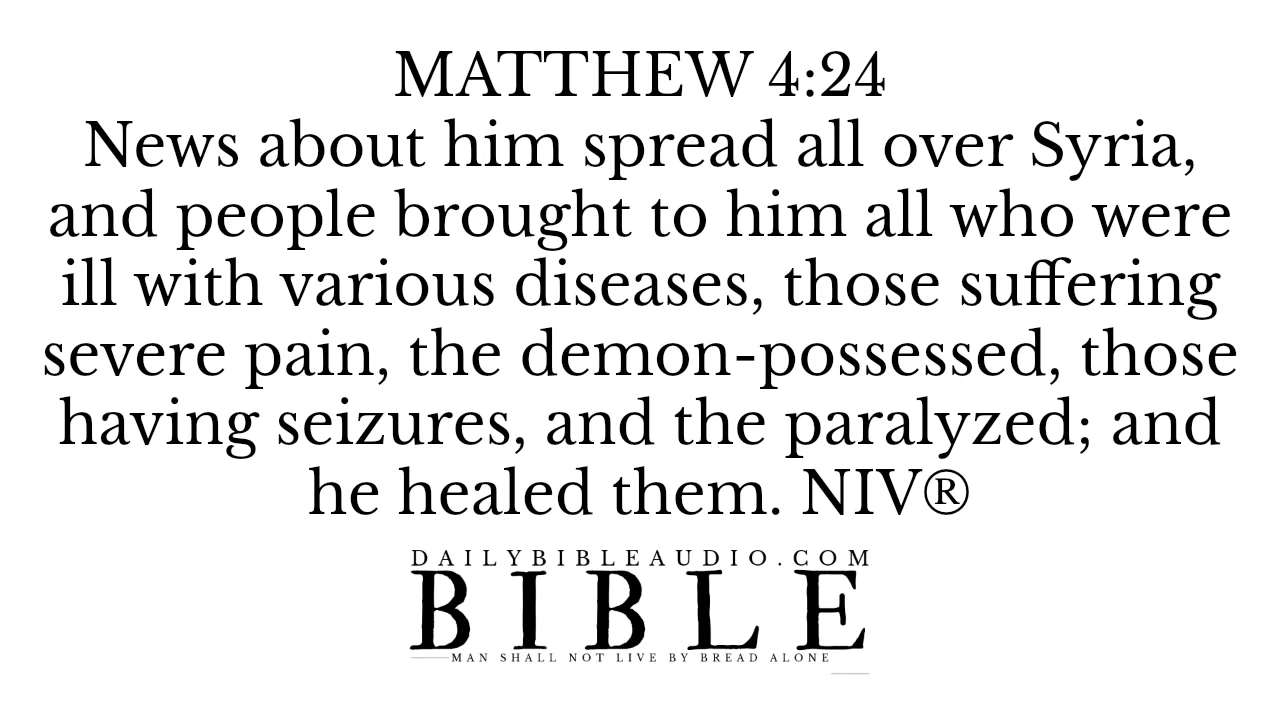 MATTHEW 4:24
News about him spread all over Syria,
and people brought to him all who were
ill with various diseases, those suffering
severe pain, the demon-possessed, those
having seizures, and the paralyzed; and
he healed them. NIV®
DAILYBIBLEAUDIO.COM
BIBLE
MAN SHALL NOT LIVE BY BREAD ALONE